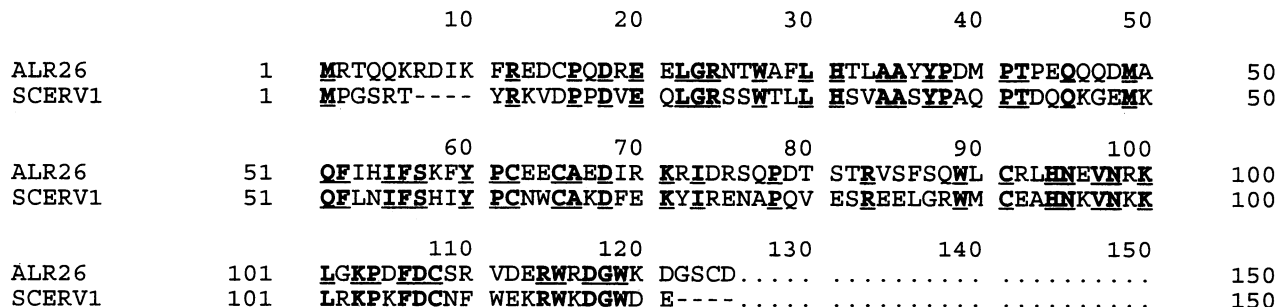 10 20 30 40 50
ALR26 1 MRTQQKRDIK FREDCPQDRE ELGRNTWAFL HTLAAYYPDM PTPEQQQDMA 50
SCERV1 1 MPGSRT---- YRKVDPPDVE QLGRSSWTLL HSVAASYPAQ PTDQQKGEMK 50
60 70 80 90 100
ALR26 51 QFIHIFSKFY PCEECAEDIR KRIDRSQPDT STRVSFSQWL CRLHNEVNRK 100
SCERV1 51 QFLNIFSHIY PCNWCAKDFE KYIRENAPQV ESREELGRWM CEAHNKVNKK 100
110 120 130 140 150
ALR26 101 LGKPDFDCSR VDERWRDGWK DGSCD..... .......... .......... 150
SCERV1 101 LRKPKFDCNF WEKRWKDGWD E----..... .......... .......... 150